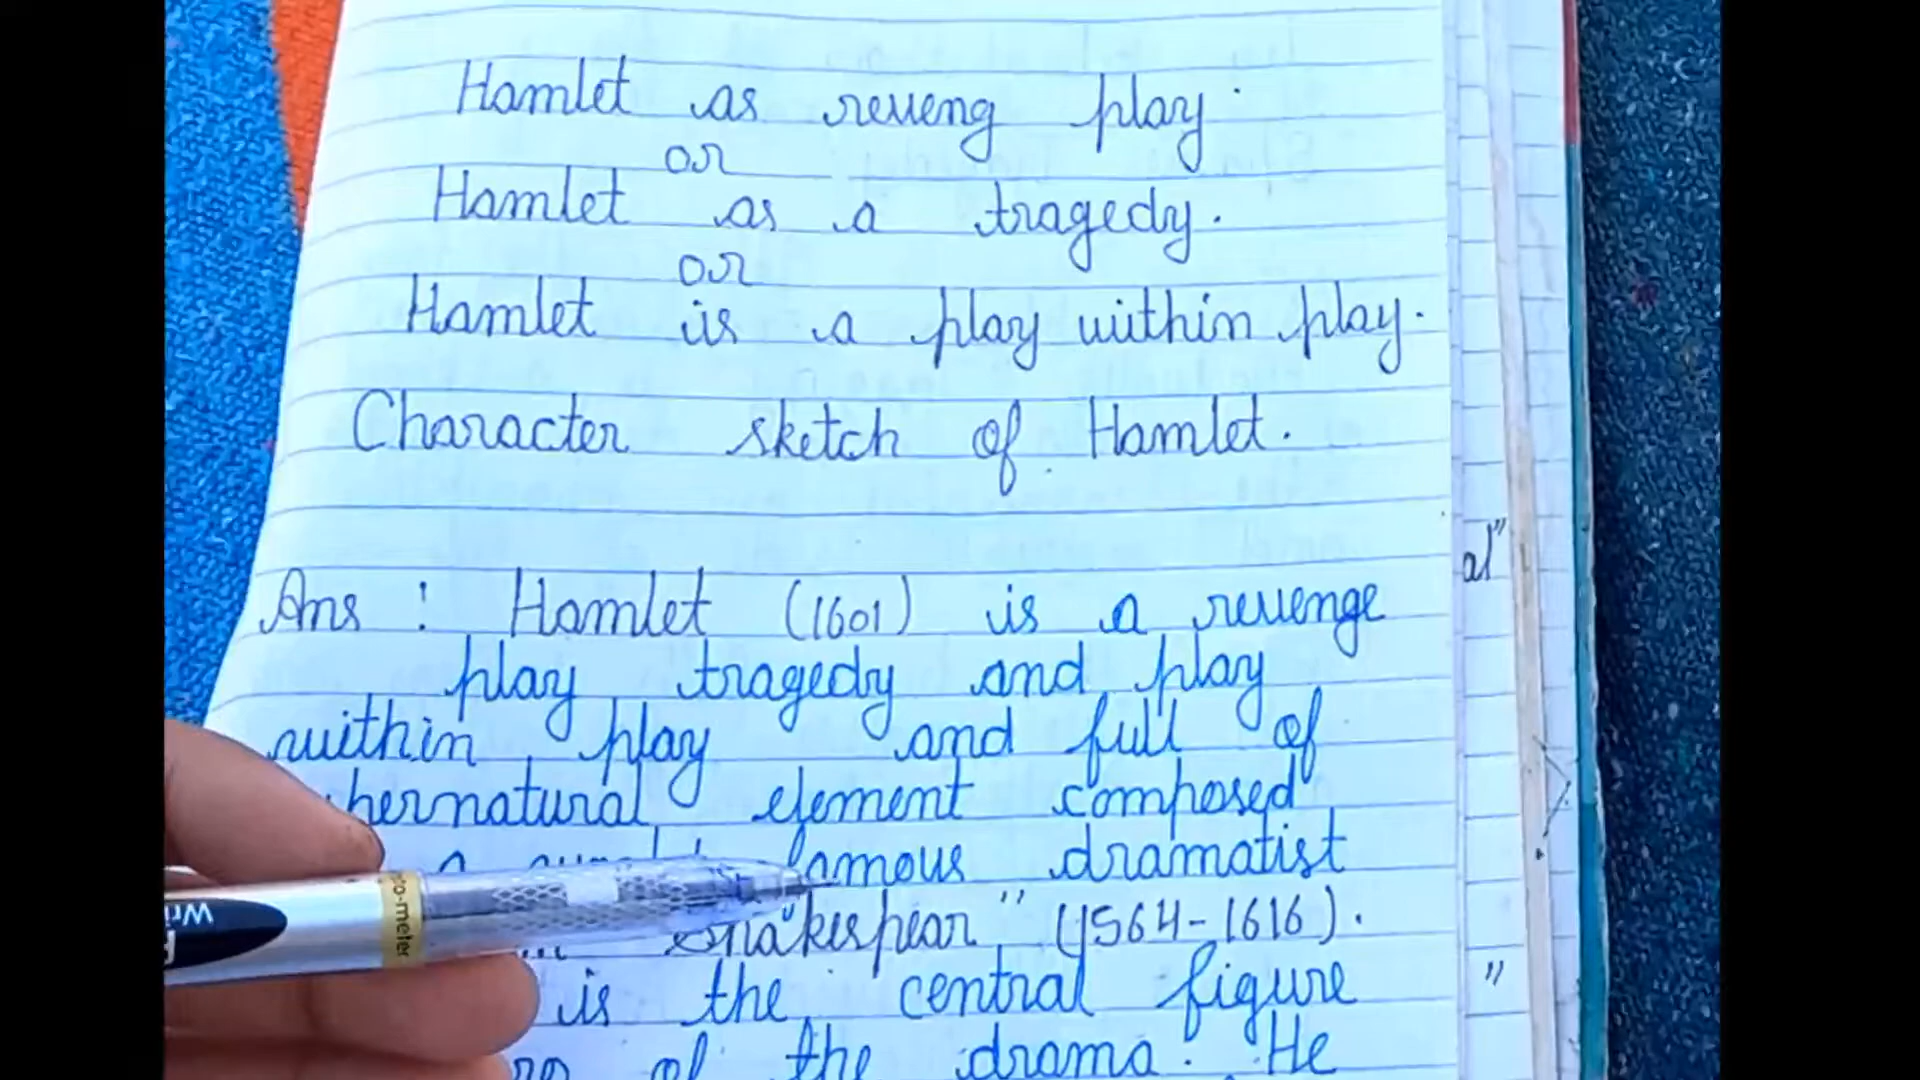 Hamlet as reveng play.
or
Hamlet as a tragedy.
or
Hamlet is a play within play.
Character sketch of Hamlet.
al"
Ans : Hamlet (1601) is a revenge
play tragedy and play
within play and full of
element composed
famous dramatist
Shakespear" (1564-1616).
is the central figure
"
of the drama. He